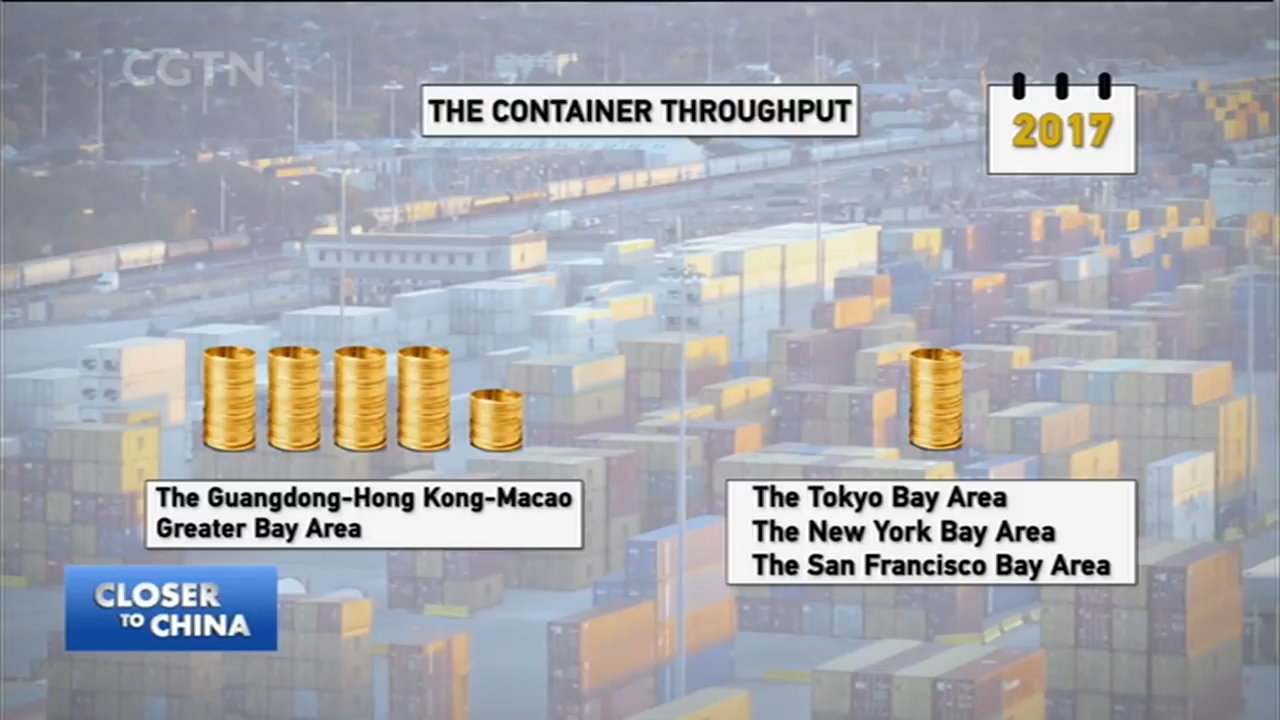 CGTN
THE CONTAINER THROUGHPUT
2017
The Guangdong-Hong Kong-Macao
Greater Bay Area
The Tokyo Bay Area
The New York Bay Area
The San Francisco Bay Area
CLOSER
TO CHINA